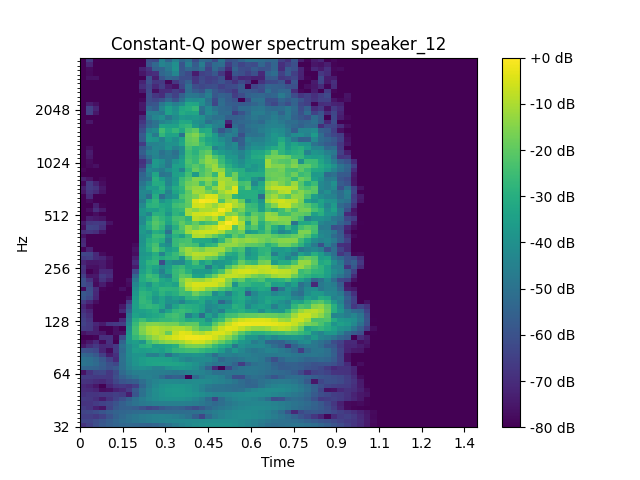 Constant-Q power spectrum speaker_12
Hz
2048
1024
512
256
128
64
32
0 0.15 0.3 0.45 0.6 0.75 0.9 1.1 1.2 1.4
Time
+0 dB
-10 dB
-20 dB
-30 dB
-40 dB
-50 dB
-60 dB
-70 dB
-80 dB